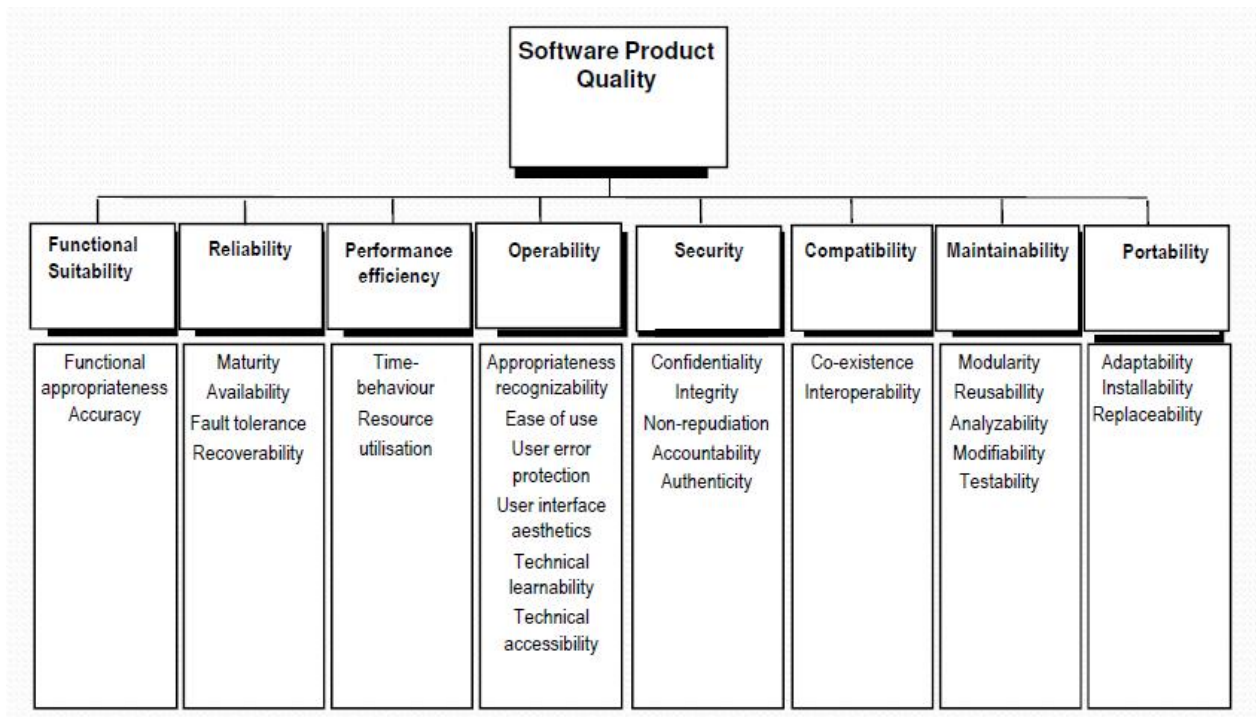 Software Product
Quality
Functional
Suitability
Reliability
Performance
efficiency
Operability
Security
Compatibility
Maintainability
Portability
Functional
appropriateness
Accuracy
Maturity
Availability
Fault tolerance
Recoverability
Time-
behaviour
Resource
utilisation
Appropriateness
recognizability
Ease of use
User error
protection
User interface
aesthetics
Technical
learnability
Technical
accessibility
Confidentiality
Integrity
Non-repudiation
Accountability
Authenticity
Co-existence
Interoperability
Modularity
Reusabillity
Analyzability
Modifiability
Testability
Adaptability
Installability
Replaceability